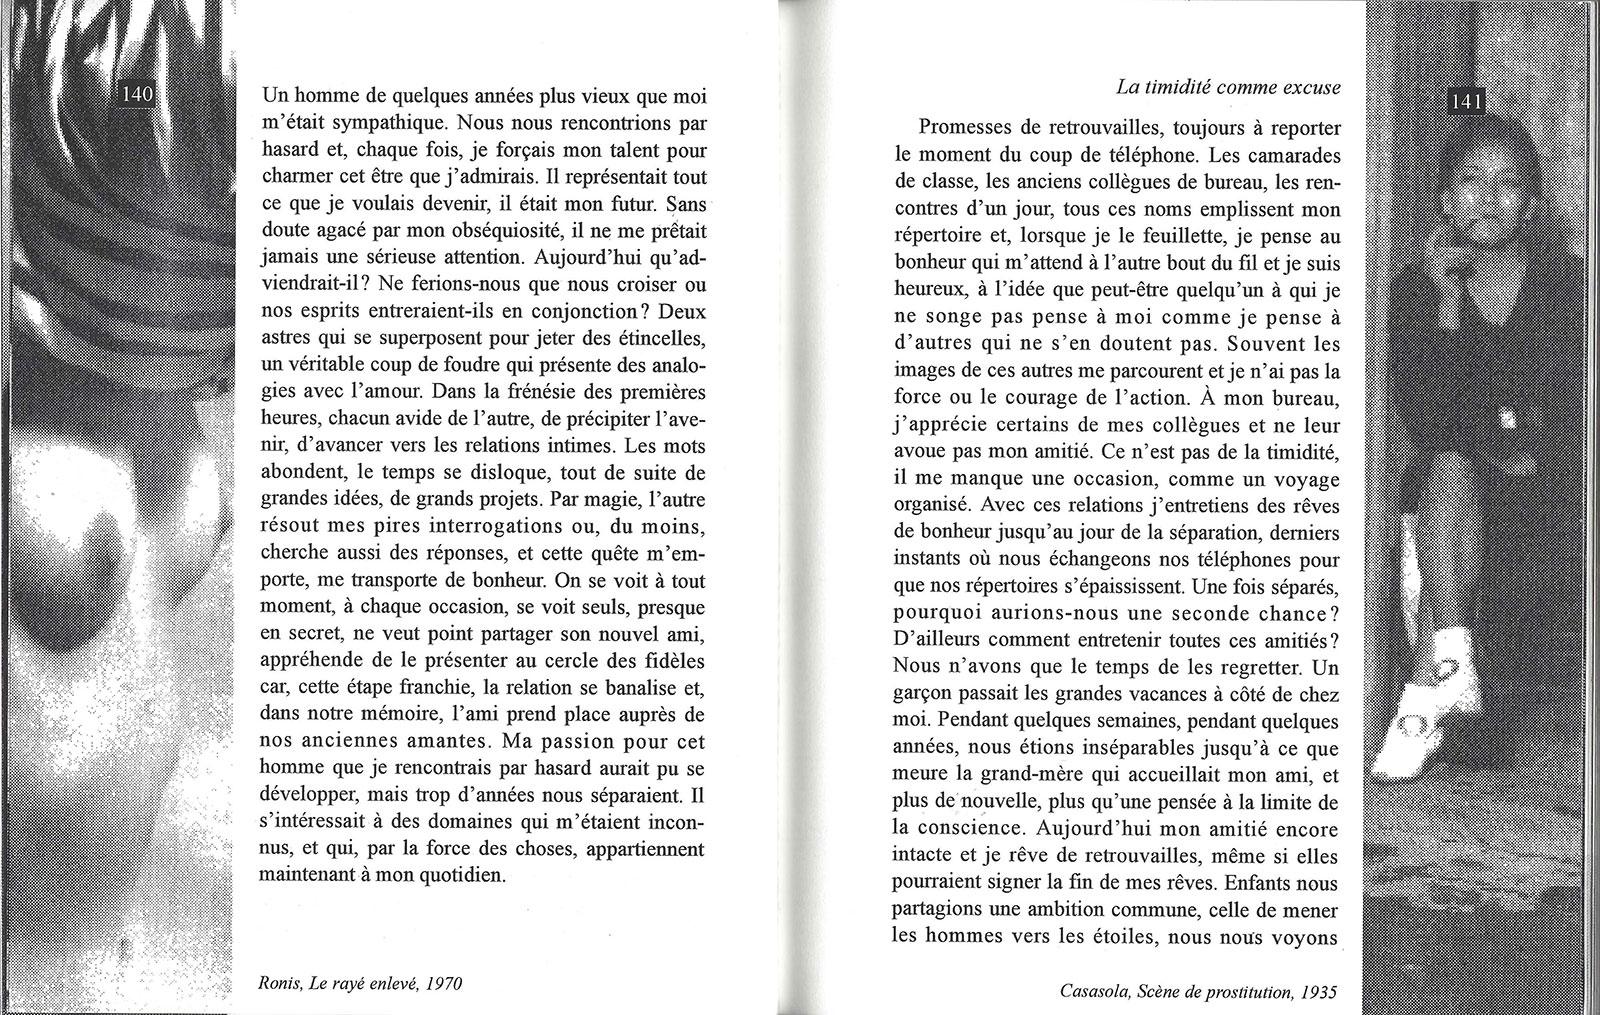 140
Un homme de quelques années plus vieux que moi
m'était sympathique. Nous nous rencontrions par
hasard et, chaque fois, je forçais mon talent pour
charmer cet être que j'admirais. Il représentait tout
ce que je voulais devenir, il était mon futur. Sans
doute agacé par mon obséquiosité, il ne me prêtait
jamais une sérieuse attention. Aujourd'hui qu'ad-
viendrait-il? Ne ferions-nous que nous croiser ou
nos esprits entreraient-ils en conjonction? Deux
astres qui se superposent pour jeter des étincelles,
un véritable coup de foudre qui présente des analo-
gies avec l'amour. Dans la frénésie des premières
heures, chacun avide de l'autre, de précipiter l'ave-
nir, d'avancer vers les relations intimes. Les mots
abondent, le temps se disloque, tout de suite de
grandes idées, de grands projets. Par magie, l'autre
résout mes pires interrogations ou, du moins,
cherche aussi des réponses, et cette quête m'em-
porte, me transporte de bonheur. On se voit à tout
moment, à chaque occasion, se voit seuls, presque
en secret, ne veut point partager son nouvel ami,
appréhende de le présenter au cercle des fidèles
car, cette étape franchie, la relation se banalise et,
dans notre mémoire, l'ami prend place auprès de
nos anciennes amantes. Ma passion pour cet
homme que je rencontrais par hasard aurait pu se
développer, mais trop d'années nous séparaient. Il
s'intéressait à des domaines qui m'étaient incon-
nus, et qui, par la force des choses, appartiennent
maintenant à mon quotidien.
Ronis, Le rayé enlevé, 1970
141
La timidité comme excuse
Promesses de retrouvailles, toujours à reporter
le moment du coup de téléphone. Les camarades
de classe, les anciens collègues de bureau, les ren-
contres d'un jour, tous ces noms emplissent mon
répertoire et, lorsque je le feuillette, je pense au
bonheur qui m'attend à l'autre bout du fil et je suis
heureux, à l'idée que peut-être quelqu'un à qui je
ne songe pas pense à moi comme je pense à
d'autres qui ne s'en doutent pas. Souvent les
images de ces autres me parcourent et je n'ai pas la
force ou le courage de l'action. À mon bureau,
j'apprécie certains de mes collègues et ne leur
avoue pas mon amitié. Ce n'est pas de la timidité,
il me manque une occasion, comme un voyage
organisé. Avec ces relations j'entretiens des rêves
de bonheur jusqu'au jour de la séparation, derniers
instants où nous échangeons nos téléphones pour
que nos répertoires s'épaississent. Une fois séparés,
pourquoi aurions-nous une seconde chance?
D'ailleurs comment entretenir toutes ces amitiés?
Nous n'avons que le temps de les regretter. Un
garçon passait les grandes vacances à côté de chez
moi. Pendant quelques semaines, pendant quelques
années, nous étions inséparables jusqu'à ce que
meure la grand-mère qui accueillait mon ami, et
plus de nouvelle, plus qu'une pensée à la limite de
la conscience. Aujourd'hui mon amitié encore
intacte et je rêve de retrouvailles, même si elles
pourraient signer la fin de mes rêves. Enfants nous
partagions une ambition commune, celle de mener
les hommes vers les étoiles, nous nous voyons
Casasola, Scène de prostitution, 1935